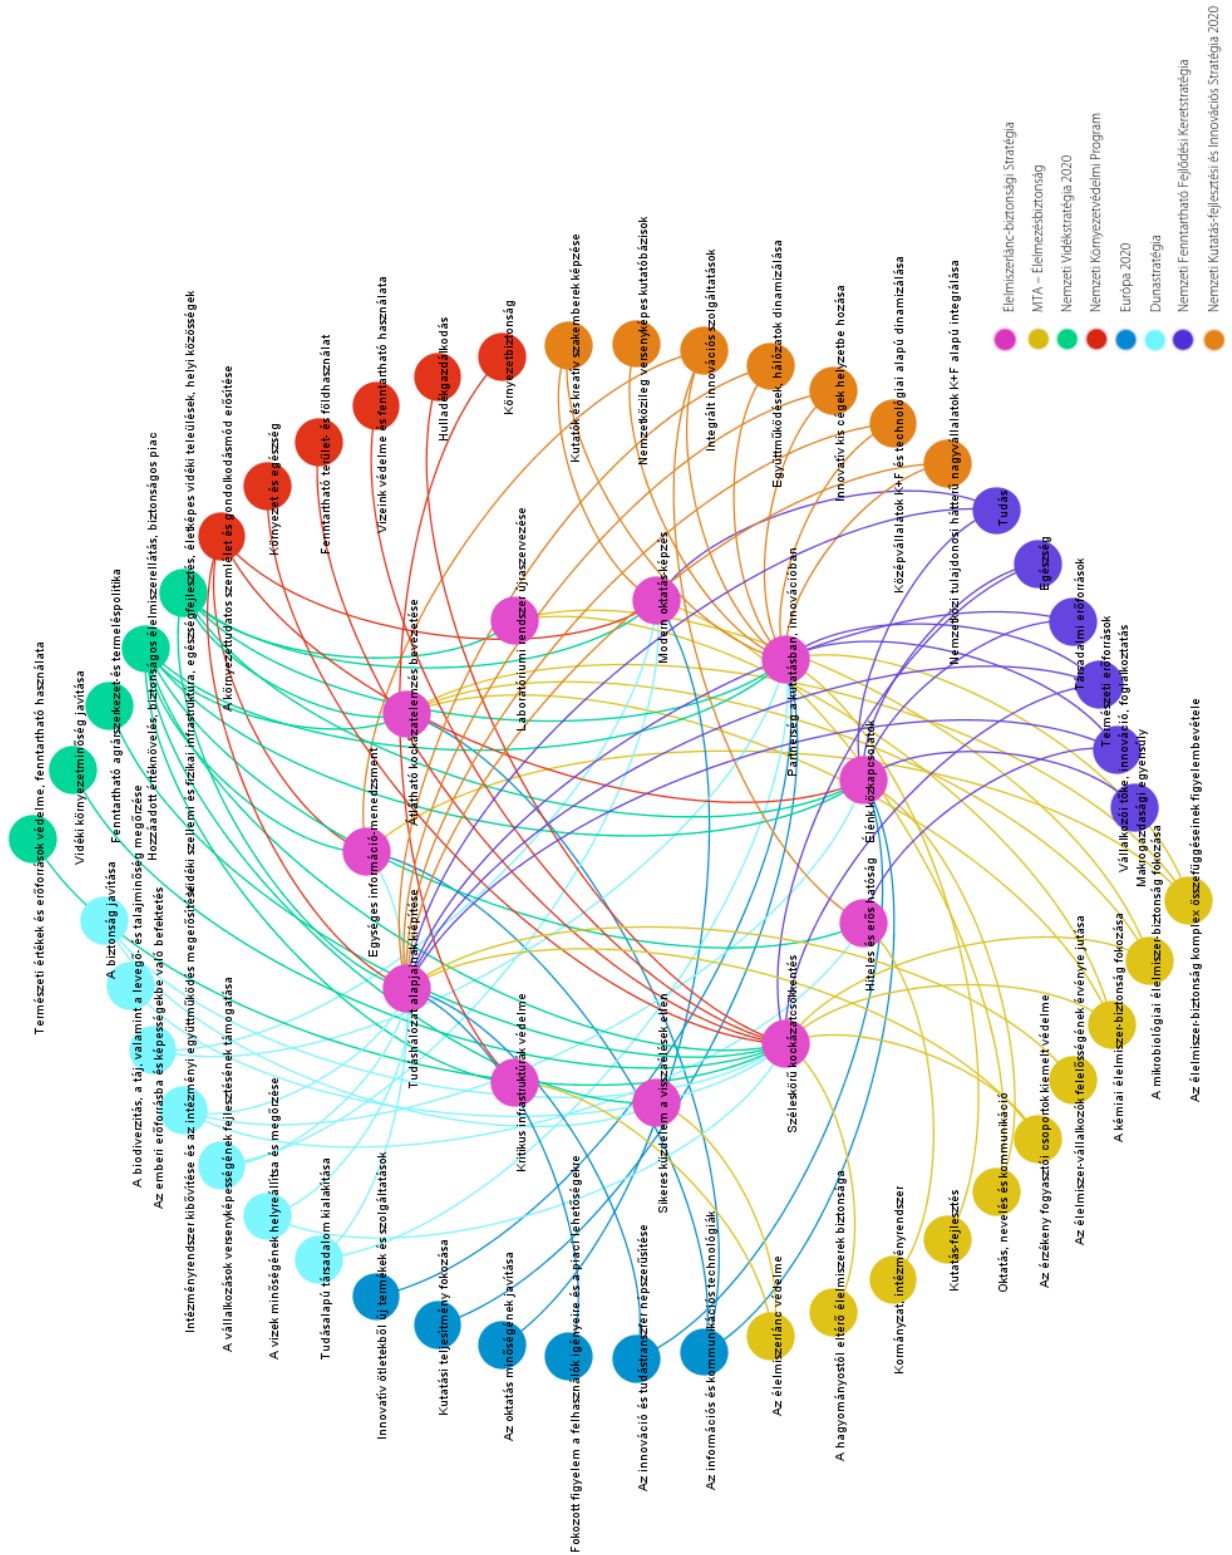 Természeti értékek és erőforrások védelme, fenntartható használata
Vidéki környezetminőség javítása
Fenntartható agrárszerkezet-és termeléspolitika
Hozzáadott értéknövelés, biztonságos élelmiszerellátás, biztonságos piac
Vidéki szellemi és fizikai infrastruktúra, egészségfejlesztés, életképes vidéki települések, helyi közösségek
A környezettudatos szemlélet és gondolkodásmód erősítése
Környezet és egészség
Fenntartható terület- és földhasználat
Vizeink védelme és fenntartható használata
Hulladékgazdálkodás
Környezetbiztonság
Kutatók és kreatív szakemberek képzése
Nemzetközileg versenyképes kutatóbázisok
Integrált innovációs szolgáltatások
Együttműködések, hálózatok dinamizálása
Innovatív kis cégek helyzetbe hozása
Középvállalatok K+F és technológiai alapú dinamizálása
Nemzetközi tulajdonosi hátterű nagyvállalatok K+F alapú integrálása
Tudás
Egészség
Társadalmi erőforrások
Természeti erőforrások
Vállalkozói tőke, innováció, foglalkoztatás
Makrogazdasági egyensúly
Az élelmiszer-biztonság komplex összefüggéseinek figyelembevétele
A mikrobiológiai élelmiszer-biztonság fokozása
A kémiai élelmiszer-biztonság fokozása
Az élelmiszer-vállalkozók felelősségének érvényre jutása
Az érzékeny fogyasztói csoportok kiemelt védelme
Oktatás, nevelés és kommunikáció
Kutatás-fejlesztés
Kormányzat, intézményrendszer
A hagyományostól eltérő élelmiszerek biztonsága
Az élelmiszerlánc védelme
Az információs és kommunikációs technológiák
Az innováció és tudástranszfer népszerűsítése
Fokozott figyelem a felhasználók igényeire és a piaci lehetőségekre
Az oktatás minőségének javítása
Kutatási teljesítmény fokozása
Innovatív ötletekből új termékek és szolgáltatások
Tudásalapú társadalom kialakítása
A vizek minőségének helyreállítsa és megőrzése
A vállalkozások versenyképességének fejlesztésének támogatása
Intézményrendszer kibővítése és az intézményi együttműködés megerősítése
Az emberi erőforrásba és képességekbe való befektetés
A biodiverzitás, a táj, valamint a levegő- és talajminőség megőrzése
A biztonság javítása
Laboratóriumi rendszer újraszervezése
Modern oktatás-képzés
Átlátható kockázatelemzés bevezetése
Partnerség a kutatásban, innovációban
Egységes információ-menedzsment
Élénk közkapcsolatok
Tudáshálózat alapjainak kiépítése
Hiteles és erős hatóság
Kritikus infrastruktúrák védelme
Sikeres küzdelem a visszaélések ellen
Széleskörű kockázatcsökkentés
Élelmiszerlánc-biztonsági Stratégia
MTA – Élelmezésbiztonság
Nemzeti Vidékstratégia 2020
Nemzeti Környezetvédelmi Program
Európa 2020
Dunastratégia
Nemzeti Fenntartható Fejlődési Keretstratégia
Nemzeti Kutatás-fejlesztési és Innovációs Stratégia 2020